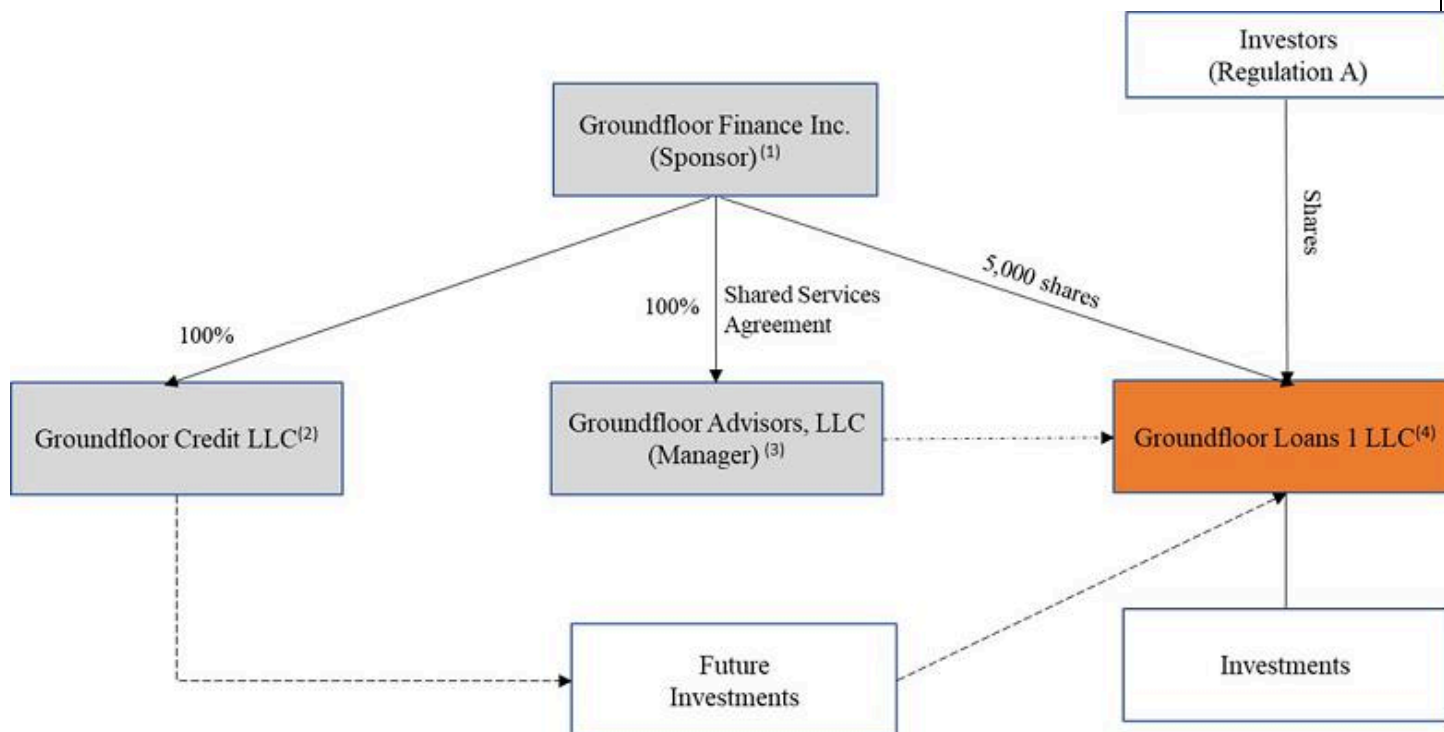 Investors
(Regulation A)
Groundfloor Finance Inc.
(Sponsor) (1)
Shares
5,000 shares
100%
100%
Shared Services
Agreement
Groundfloor Credit LLC(2)
Groundfloor Advisors, LLC
(Manager) (3)
Groundfloor Loans 1 LLC(4)
Future
Investments
Investments